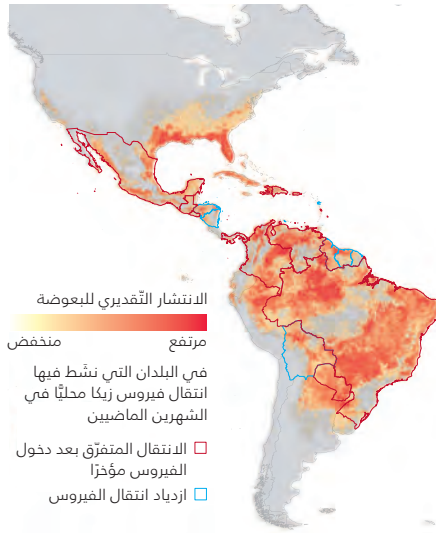 الانتشار التّقديري للبعوضة
مرتفع منخفض
في البلدان التي نشَط فيها
انتقال فيروس زيكا محليًّا في
الشهرين الماضيين
الانتقال المتفرّق بعد دخول
الفيروس مؤخرًا
ازدياد انتقال الفيروس